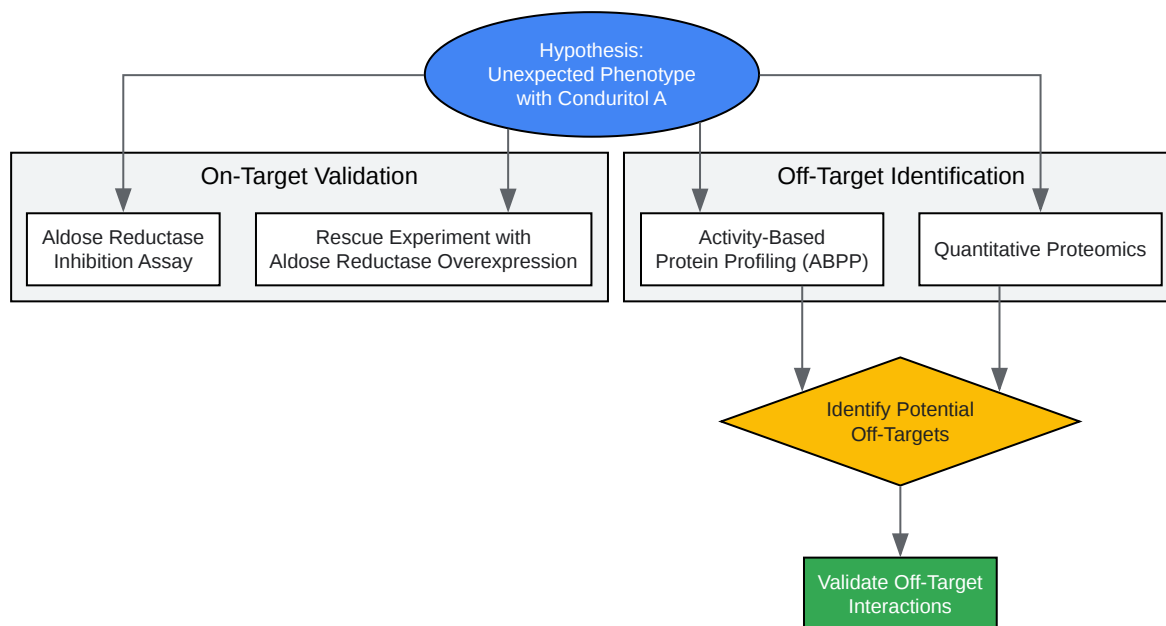 Hypothesis:
Unexpected Phenotype
with Conduritol A
On-Target Validation
Aldose Reductase
Inhibition Assay
Rescue Experiment with
Aldose Reductase Overexpression
Off-Target Identification
Activity-Based
Protein Profiling (ABPP)
Quantitative Proteomics
Identify Potential
Off-Targets
Validate Off-Target
Interactions